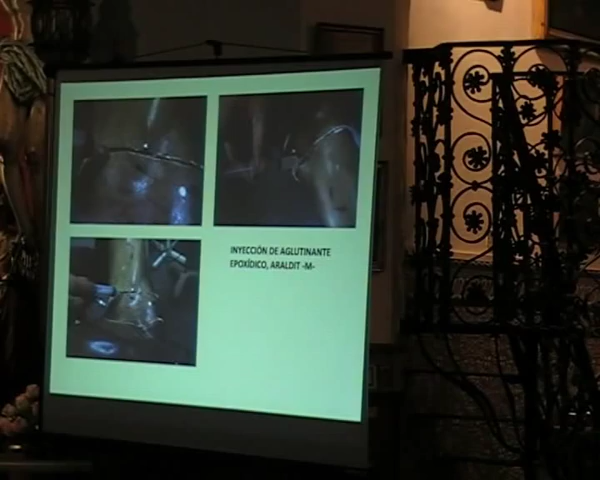 INYECCIÓN DE AGLUTINANTE
EPOXÍDICO, ARALDIT -M-